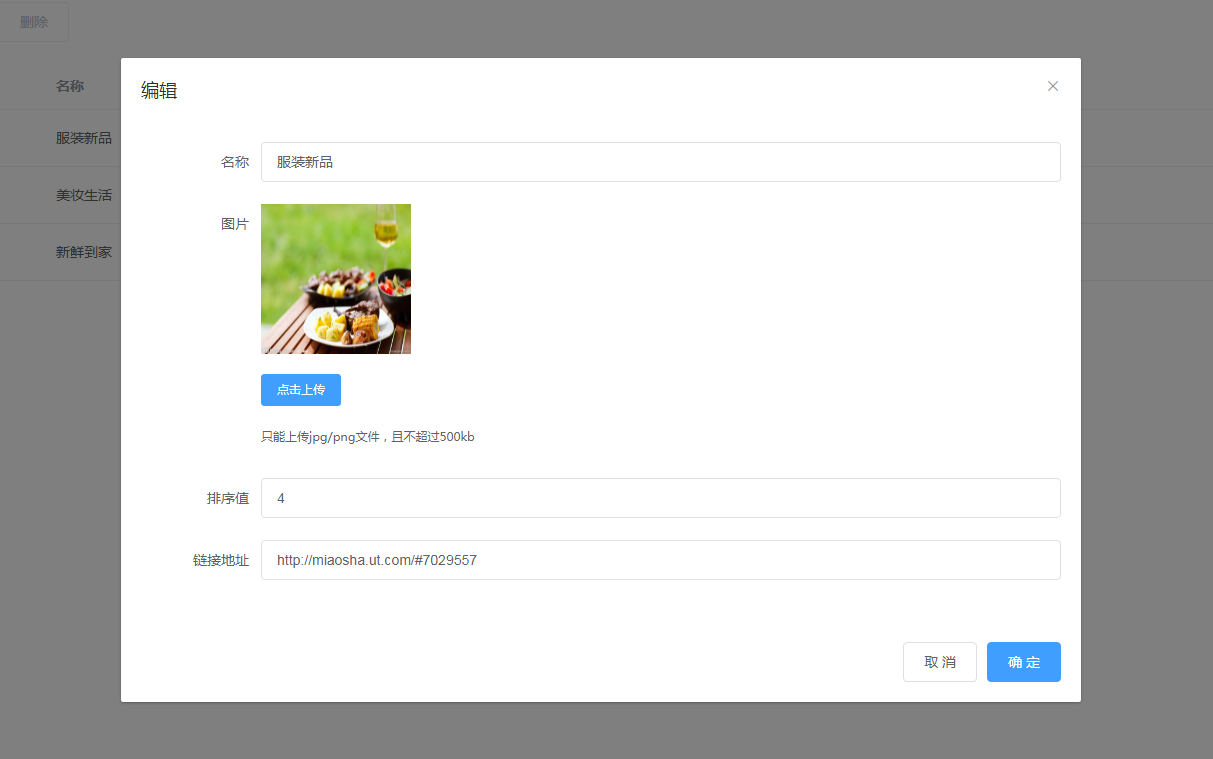 删除
名称
服装新品
美妆生活
新鲜到家
编辑
名称
服装新品
图片
点击上传
只能上传jpg/png文件，且不超过500kb
排序值
4
链接地址
http://miaosha.ut.com/#7029557
取 消
确 定